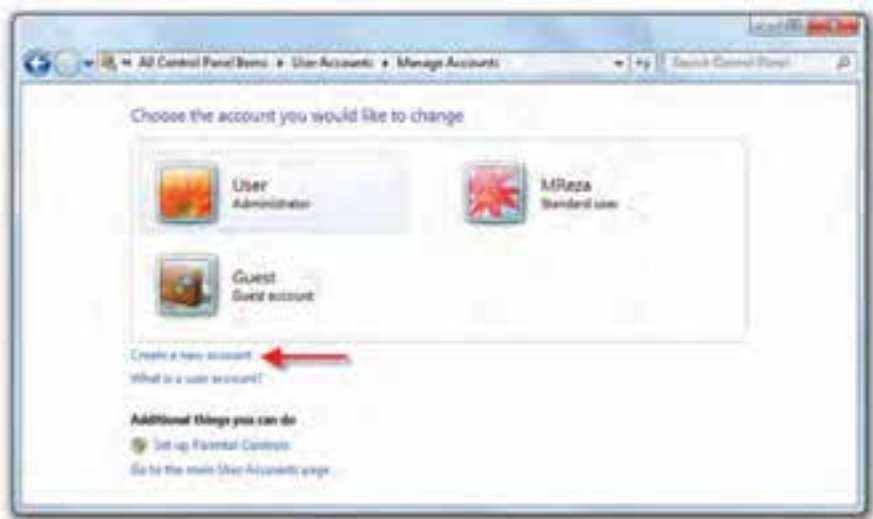 All Control Panel Items ▸ User Accounts ▸ Manage Accounts
Search Control Panel
Choose the account you would like to change
User
Administrator
MReza
Standard user
Guest
Guest account
Create a new account
What is a user account?
Additional things you can do
Set up Parental Controls
Go to the main User Accounts page